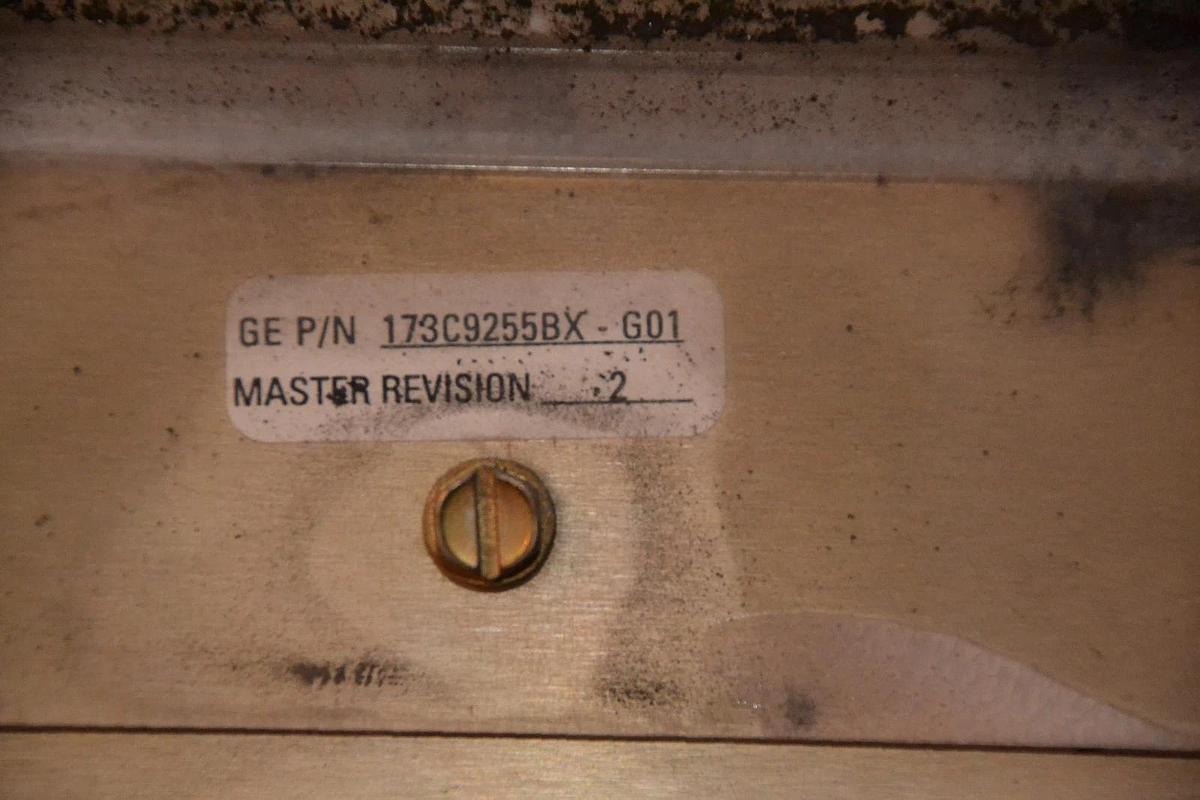 GE P/N 173C9255BX - G01
MASTER REVISION 2